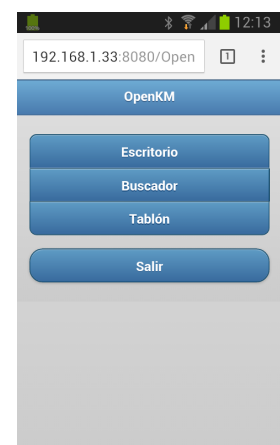 12:13
192.168.1.33:8080/Open
1
OpenKM
Escritorio
Buscador
Tablón
Salir